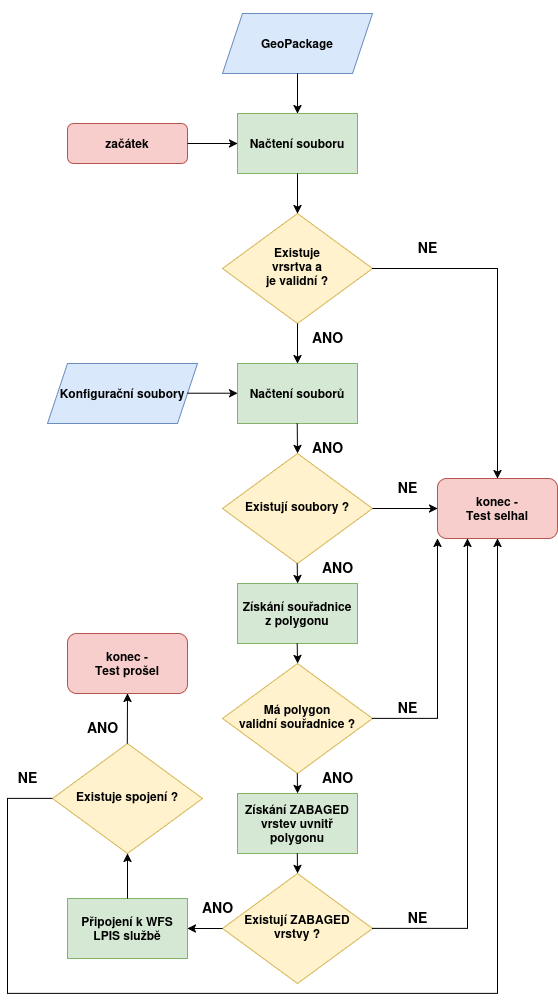 GeoPackage
začátek
Načtení souboru
Existuje
vrsrtva a
je validní ?
NE
ANO
Konfigurační soubory
Načtení souborů
ANO
Existují soubory ?
NE
konec -
Test selhal
ANO
Získání souřadnice
z polygonu
konec -
Test prošel
Má polygon
validní souřadnice ?
NE
ANO
ANO
NE
Existuje spojení ?
Získání ZABAGED
vrstev uvnitř
polygonu
ANO
Připojení k WFS
LPIS službě
Existují ZABAGED
vrstvy ?
NE